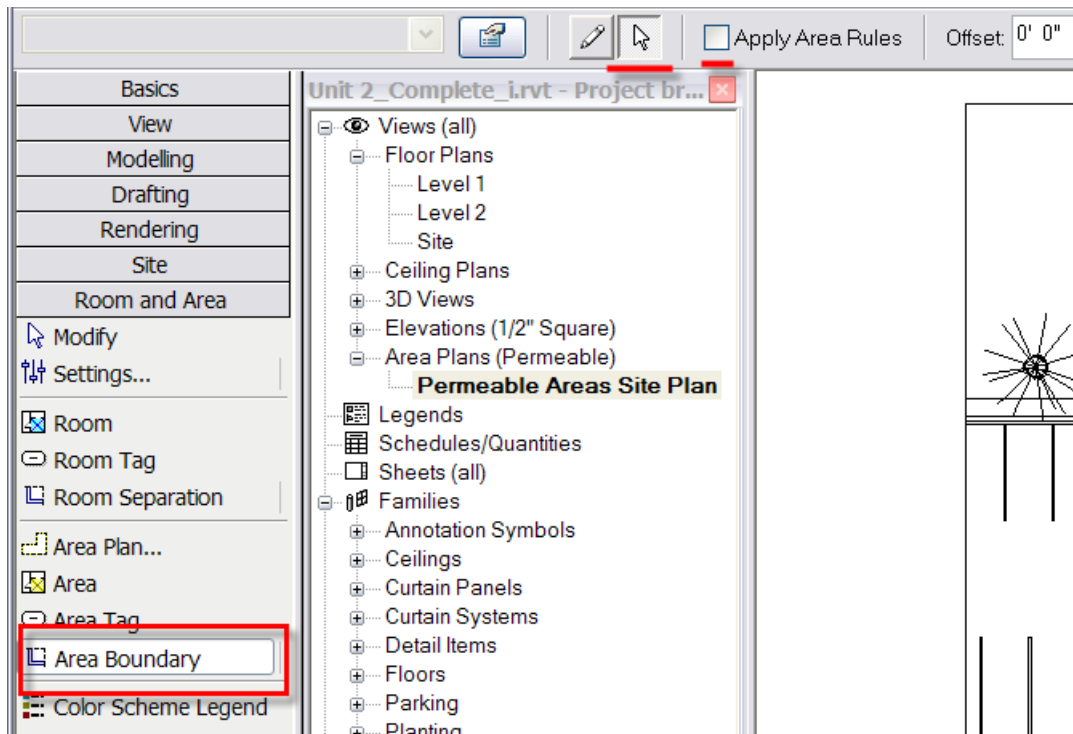 Apply Area Rules Offset: 0' 0"
Basics
View
Modelling
Drafting
Rendering
Site
Room and Area
Modify
Settings...
Room
Room Tag
Room Separation
Area Plan...
Area
Area Tag
Area Boundary
Color Scheme Legend
Unit 2_Complete_i.rvt - Project br...
Views (all)
Floor Plans
Level 1
Level 2
Site
Ceiling Plans
3D Views
Elevations (1/2" Square)
Area Plans (Permeable)
Permeable Areas Site Plan
Legends
Schedules/Quantities
Sheets (all)
Families
Annotation Symbols
Ceilings
Curtain Panels
Curtain Systems
Detail Items
Floors
Parking
Planting